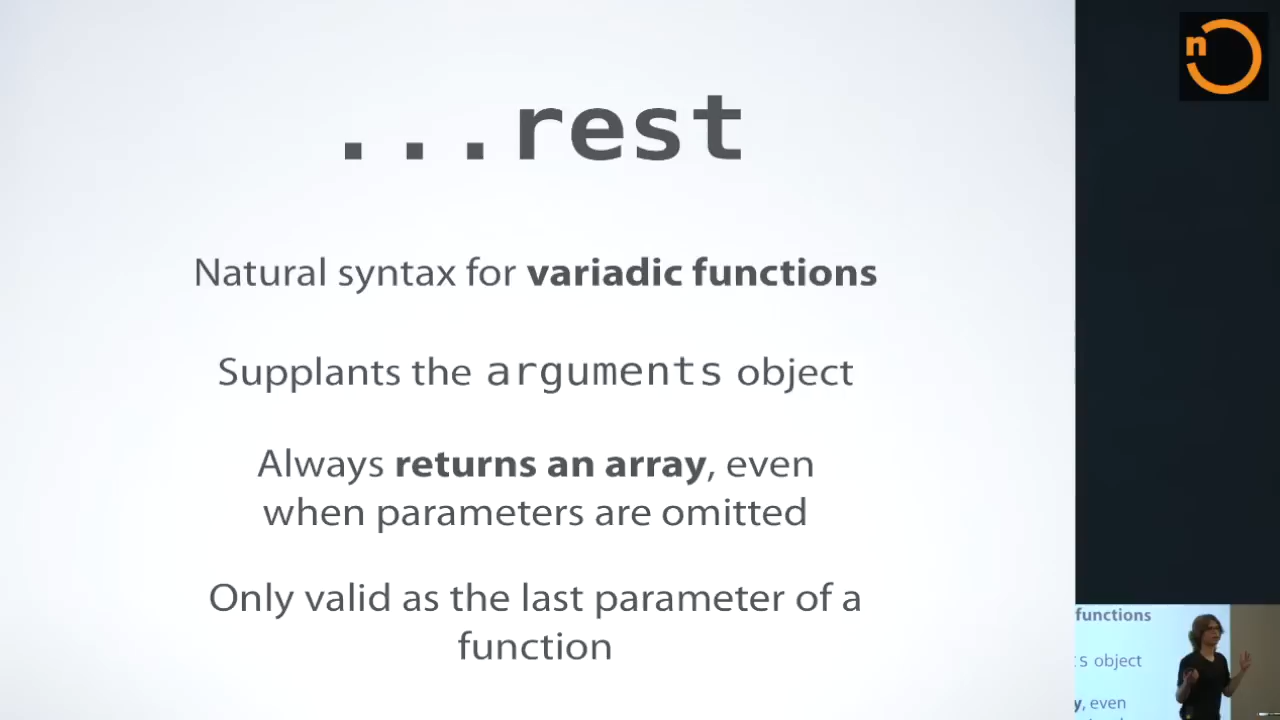 ...rest
Natural syntax for variadic functions
Supplants the arguments object
Always returns an array, even
when parameters are omitted
Only valid as the last parameter of a
function
n
functions
s object
y, even